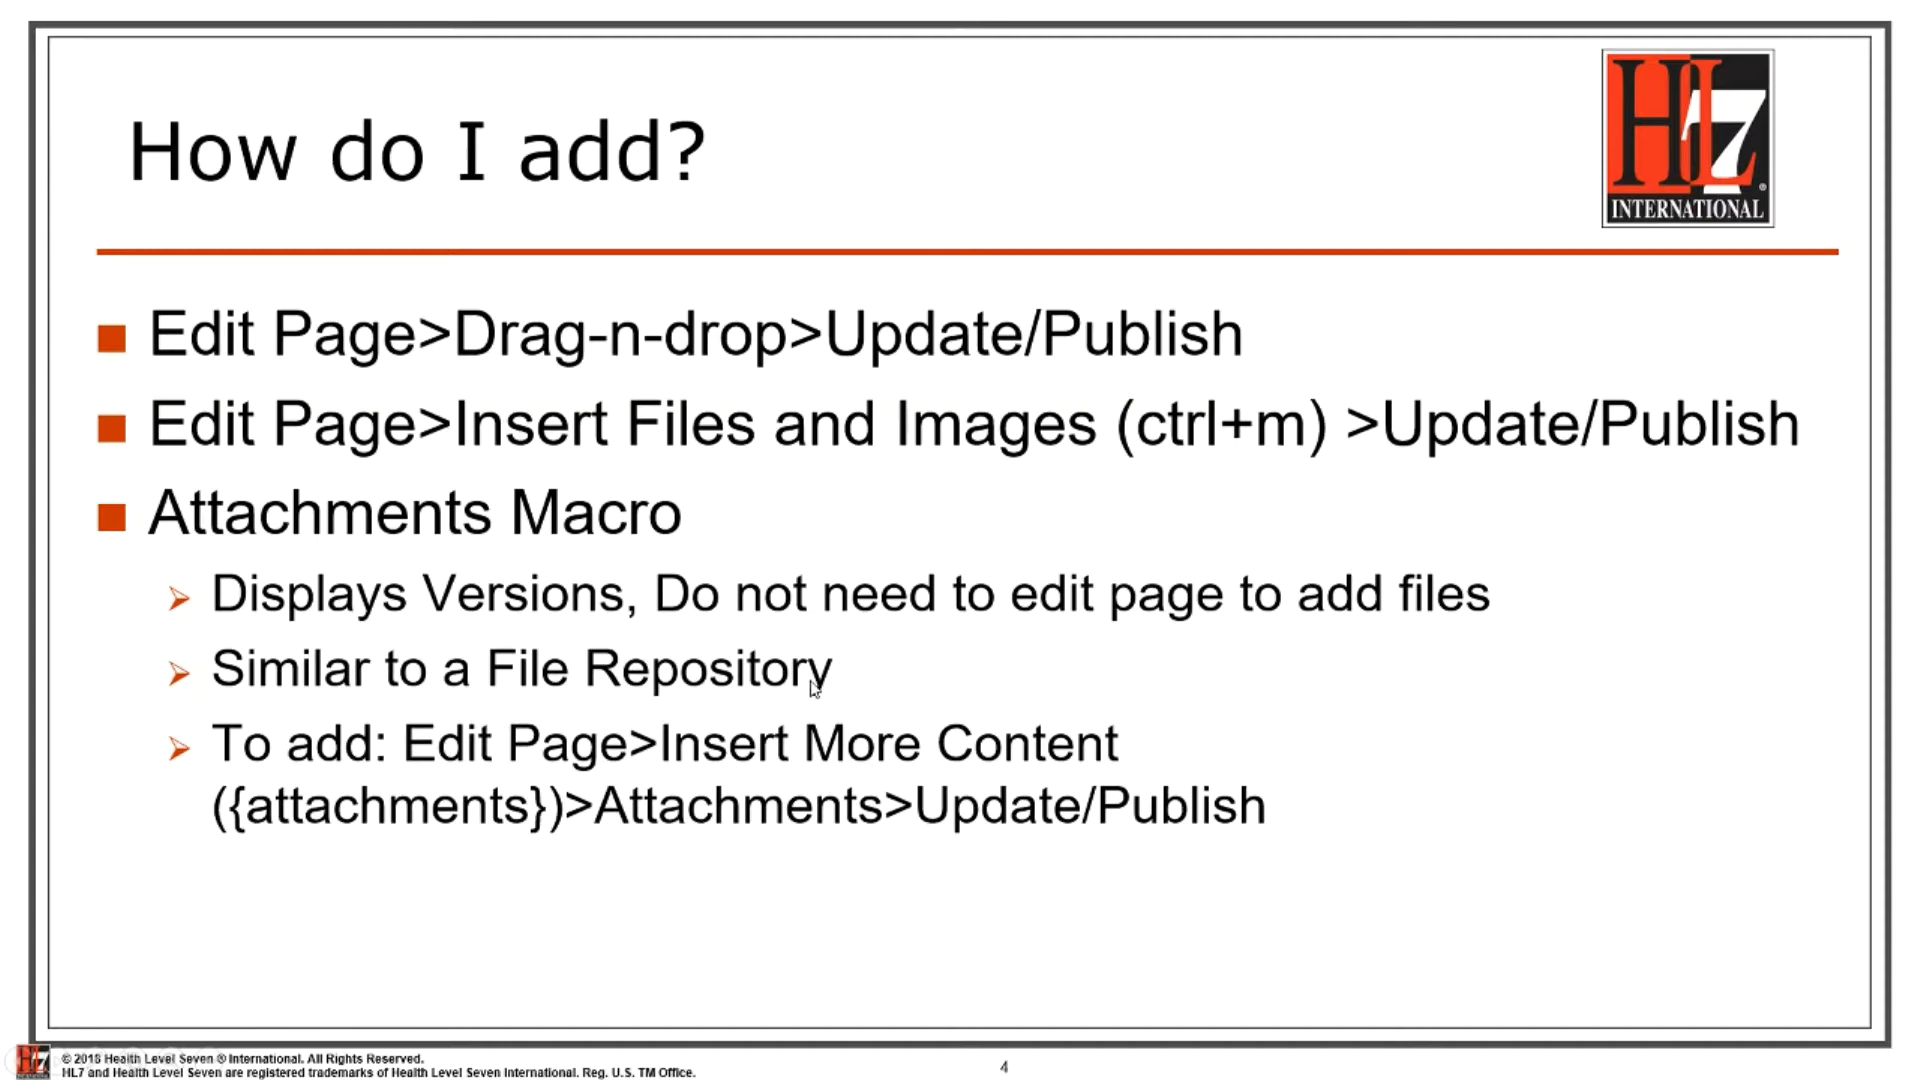 How do I add?
HL7
INTERNATIONAL
Edit Page>Drag-n-drop>Update/Publish
Edit Page>Insert Files and Images (ctrl+m) >Update/Publish
Attachments Macro
Displays Versions, Do not need to edit page to add files
Similar to a File Repository
To add: Edit Page>Insert More Content
({attachments})>Attachments>Update/Publish
© 2018 Health Level Seven ® International. All Rights Reserved.
HL7 and Health Level Seven are registered trademarks of Health Level Seven International. Reg. U.S. TM Office.
4